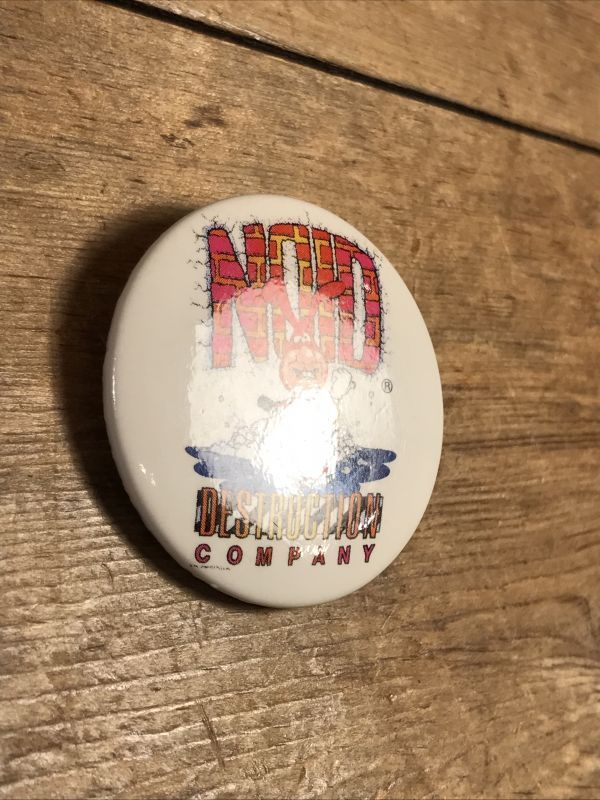 NOID
®
DESTRUCTION
COMPANY